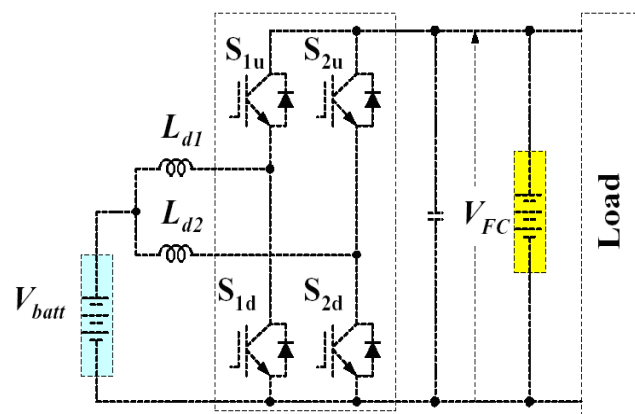 S1u
S2u
Ld1
Ld2
VFC
Load
S1d
S2d
Vbatt